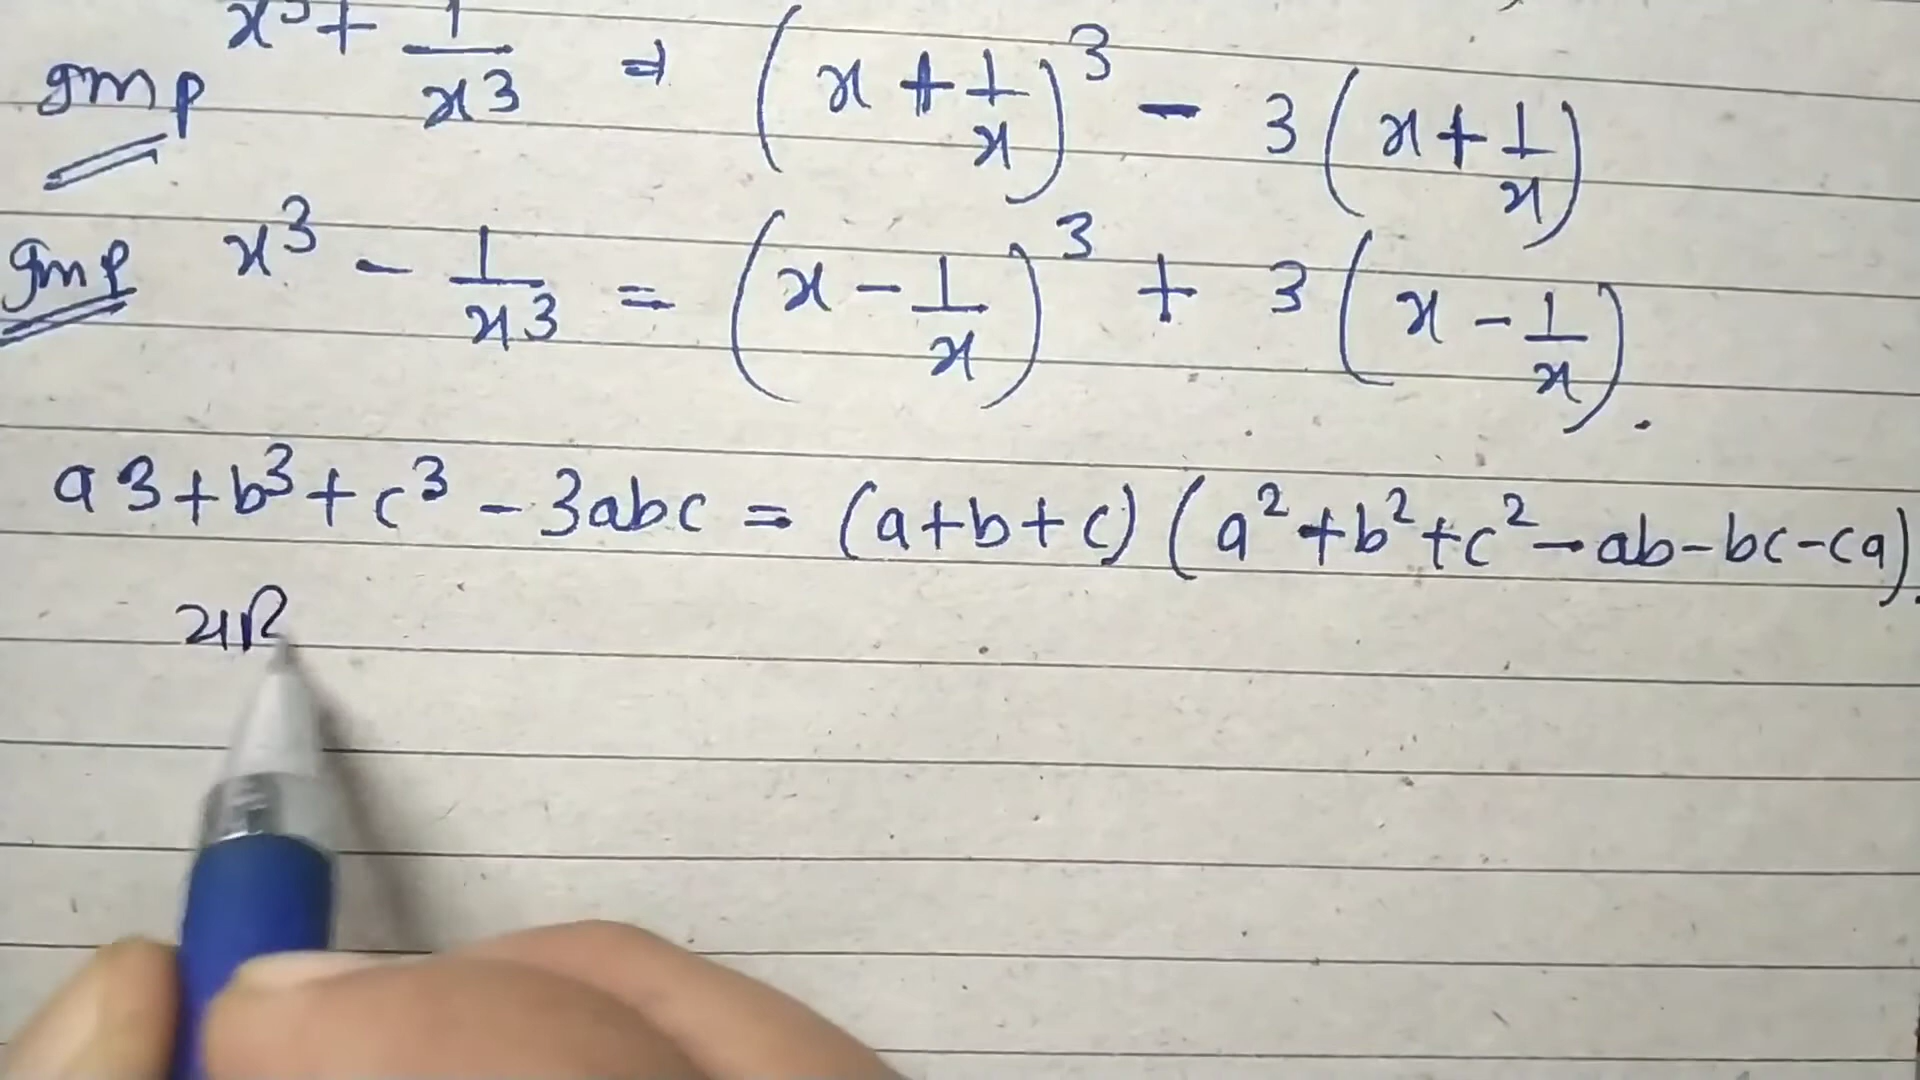 Imp x³ + 1/x³ = (x + 1/x)³ - 3(x + 1/x)
Imp x³ - 1/x³ = (x - 1/x)³ + 3(x - 1/x).
a3 + b³ + c³ - 3abc = (a+b+c) (a² + b² + c² - ab - bc - ca).